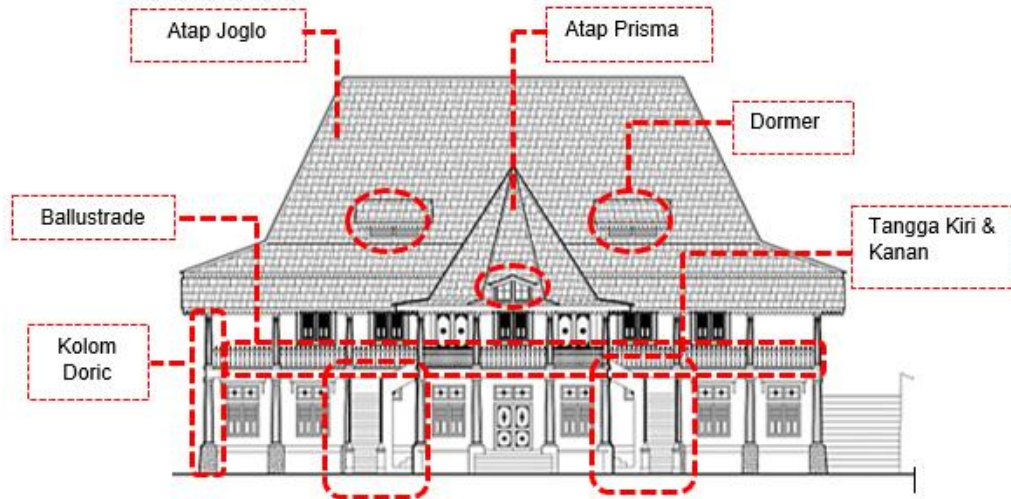 Atap Joglo
Atap Prisma
Dormer
Ballustrade
Tangga Kiri &
Kanan
Kolom
Doric